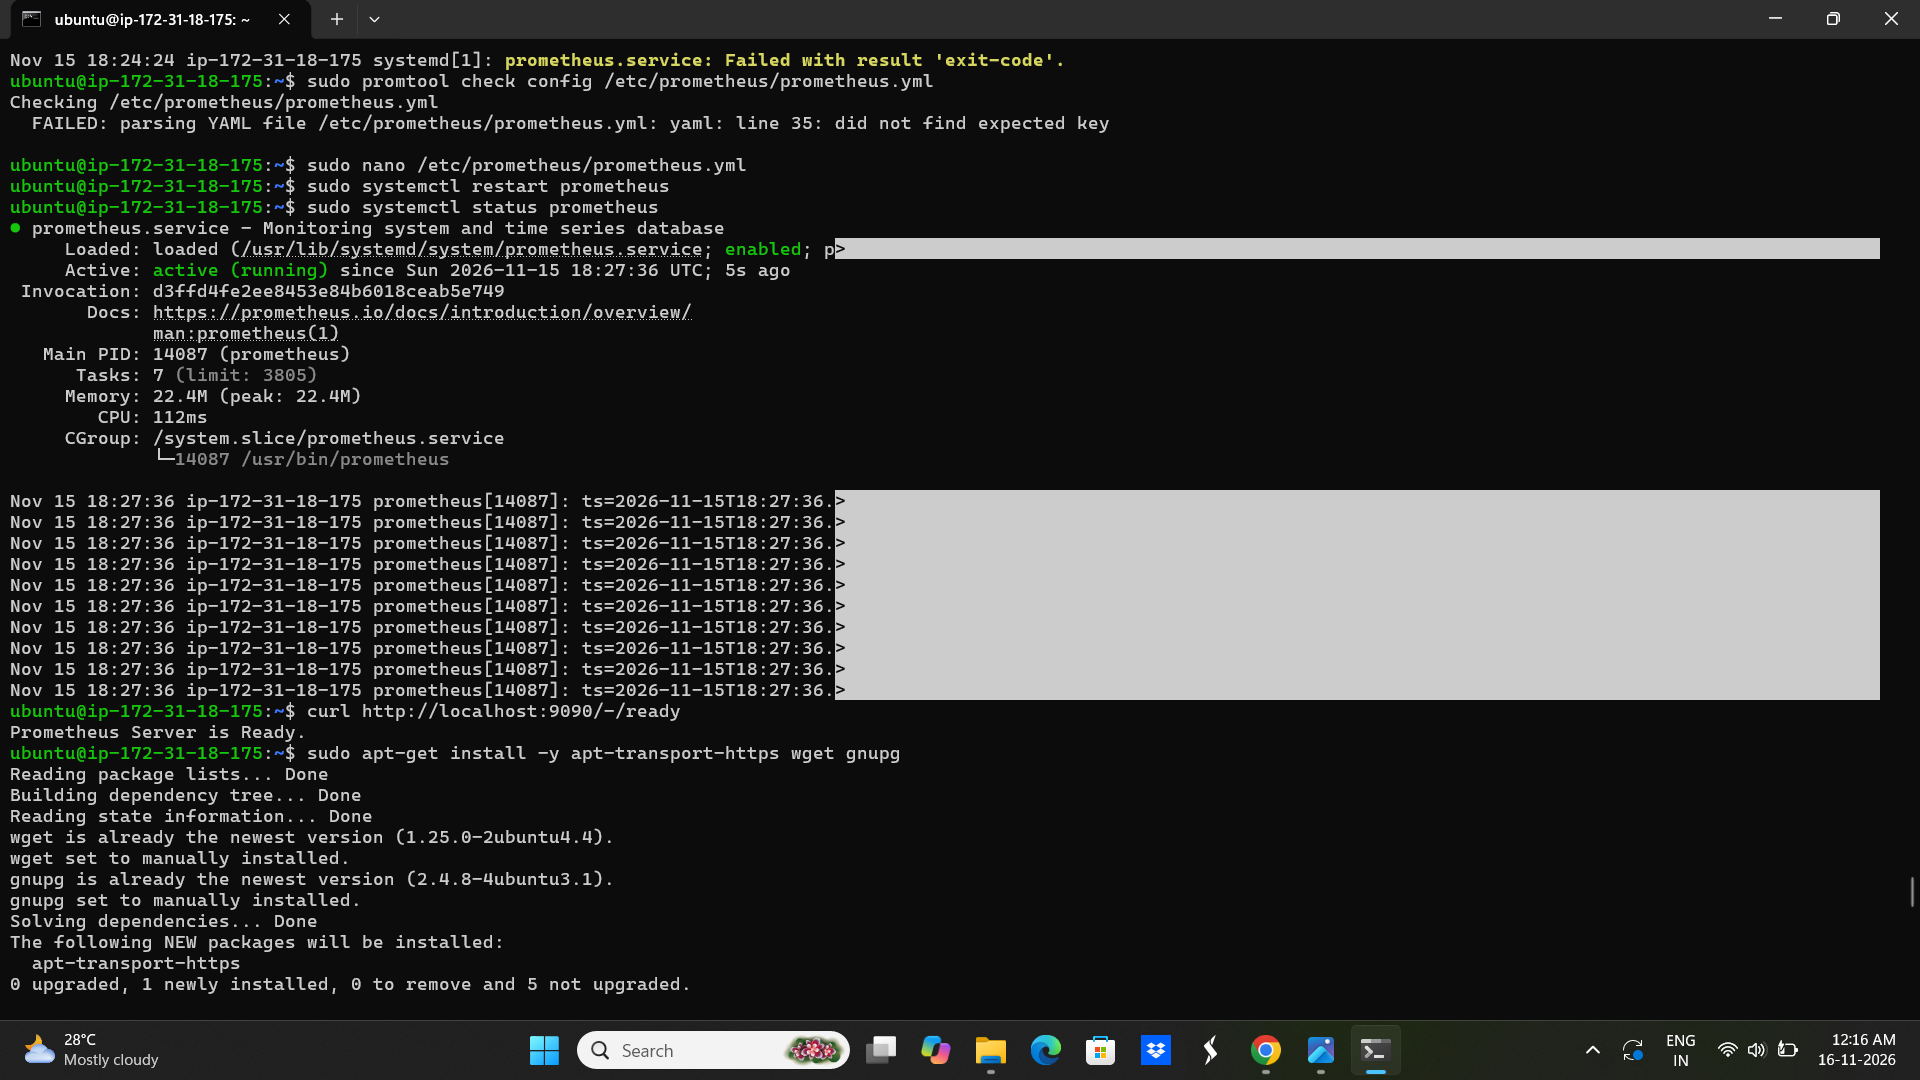 ubuntu@ip-172-31-18-175: ~
Nov 15 18:24:24 ip-172-31-18-175 systemd[1]: prometheus.service: Failed with result 'exit-code'.
ubuntu@ip-172-31-18-175:~$ sudo promtool check config /etc/prometheus/prometheus.yml
Checking /etc/prometheus/prometheus.yml
  FAILED: parsing YAML file /etc/prometheus/prometheus.yml: yaml: line 35: did not find expected key
ubuntu@ip-172-31-18-175:~$ sudo nano /etc/prometheus/prometheus.yml
ubuntu@ip-172-31-18-175:~$ sudo systemctl restart prometheus
ubuntu@ip-172-31-18-175:~$ sudo systemctl status prometheus
● prometheus.service - Monitoring system and time series database
     Loaded: loaded (/usr/lib/systemd/system/prometheus.service; enabled; p>
     Active: active (running) since Sun 2026-11-15 18:27:36 UTC; 5s ago
 Invocation: d3ffd4fe2ee8453e84b6018ceab5e749
       Docs: https://prometheus.io/docs/introduction/overview/
             man:prometheus(1)
   Main PID: 14087 (prometheus)
      Tasks: 7 (limit: 3805)
     Memory: 22.4M (peak: 22.4M)
        CPU: 112ms
     CGroup: /system.slice/prometheus.service
             └─14087 /usr/bin/prometheus
Nov 15 18:27:36 ip-172-31-18-175 prometheus[14087]: ts=2026-11-15T18:27:36.>
Nov 15 18:27:36 ip-172-31-18-175 prometheus[14087]: ts=2026-11-15T18:27:36.>
Nov 15 18:27:36 ip-172-31-18-175 prometheus[14087]: ts=2026-11-15T18:27:36.>
Nov 15 18:27:36 ip-172-31-18-175 prometheus[14087]: ts=2026-11-15T18:27:36.>
Nov 15 18:27:36 ip-172-31-18-175 prometheus[14087]: ts=2026-11-15T18:27:36.>
Nov 15 18:27:36 ip-172-31-18-175 prometheus[14087]: ts=2026-11-15T18:27:36.>
Nov 15 18:27:36 ip-172-31-18-175 prometheus[14087]: ts=2026-11-15T18:27:36.>
Nov 15 18:27:36 ip-172-31-18-175 prometheus[14087]: ts=2026-11-15T18:27:36.>
Nov 15 18:27:36 ip-172-31-18-175 prometheus[14087]: ts=2026-11-15T18:27:36.>
Nov 15 18:27:36 ip-172-31-18-175 prometheus[14087]: ts=2026-11-15T18:27:36.>
ubuntu@ip-172-31-18-175:~$ curl http://localhost:9090/-/ready
Prometheus Server is Ready.
ubuntu@ip-172-31-18-175:~$ sudo apt-get install -y apt-transport-https wget gnupg
Reading package lists... Done
Building dependency tree... Done
Reading state information... Done
wget is already the newest version (1.25.0-2ubuntu4.4).
wget set to manually installed.
gnupg is already the newest version (2.4.8-4ubuntu3.1).
gnupg set to manually installed.
Solving dependencies... Done
The following NEW packages will be installed:
  apt-transport-https
0 upgraded, 1 newly installed, 0 to remove and 5 not upgraded.
28°C
Mostly cloudy
Search
ENG
IN
12:16 AM
16-11-2026